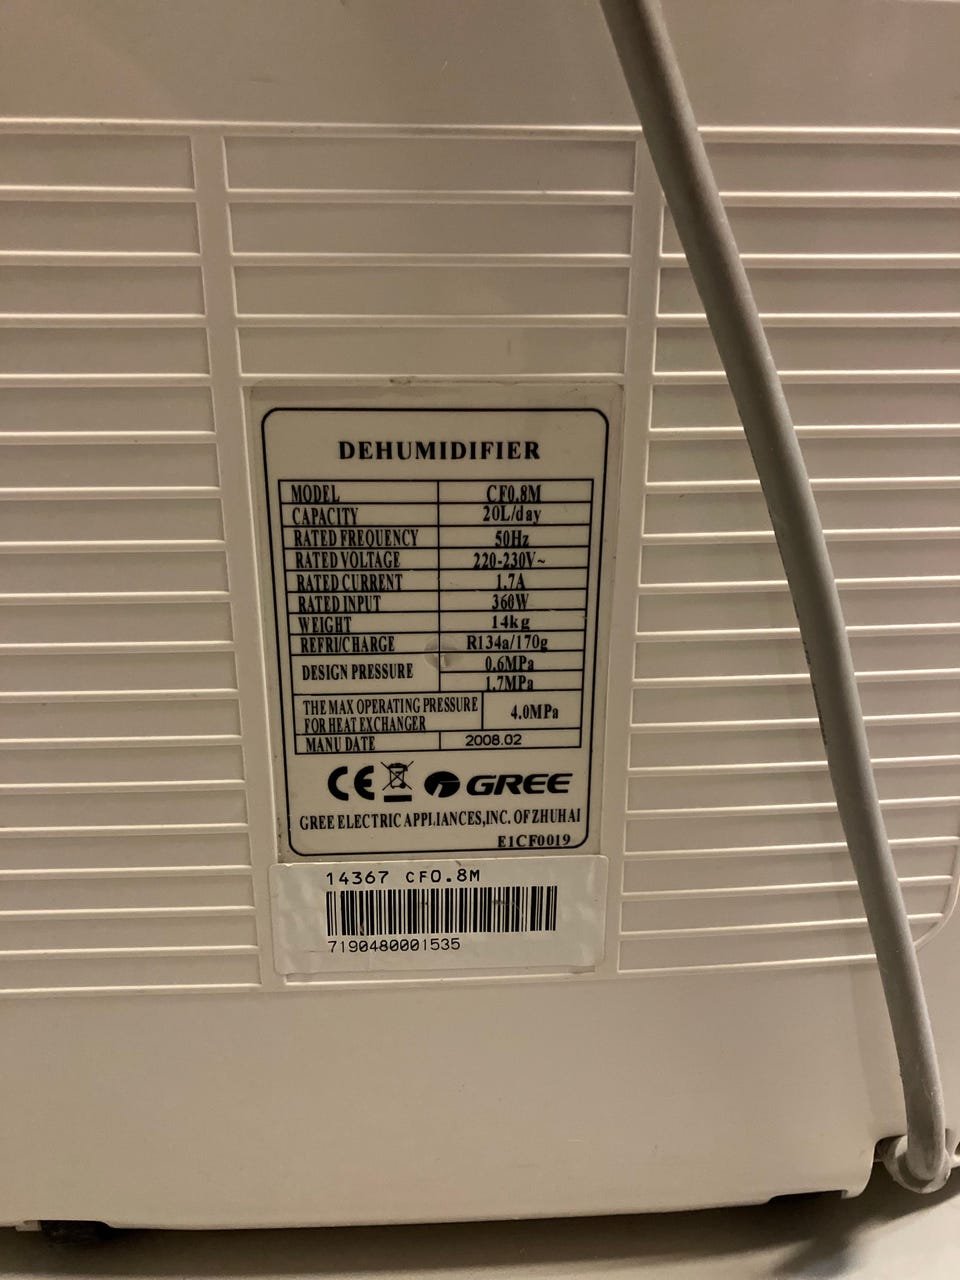 DEHUMIDIFIER
MODEL CF0.8M
CAPACITY 20L/day
RATED FREQUENCY 50Hz
RATED VOLTAGE 220-230V~
RATED CURRENT 1.7A
RATED INPUT 360W
WEIGHT 14kg
REFRI/CHARGE R134a/170g
DESIGN PRESSURE 0.6MPa
1.7MPa
THE MAX OPERATING PRESSURE
FOR HEAT EXCHANGER 4.0MPa
MANU DATE 2008.02
CE GREE
GREE ELECTRIC APPLIANCES,INC. OF ZHUHAI
E1CF0019
14367 CF0.8M
7190480001535